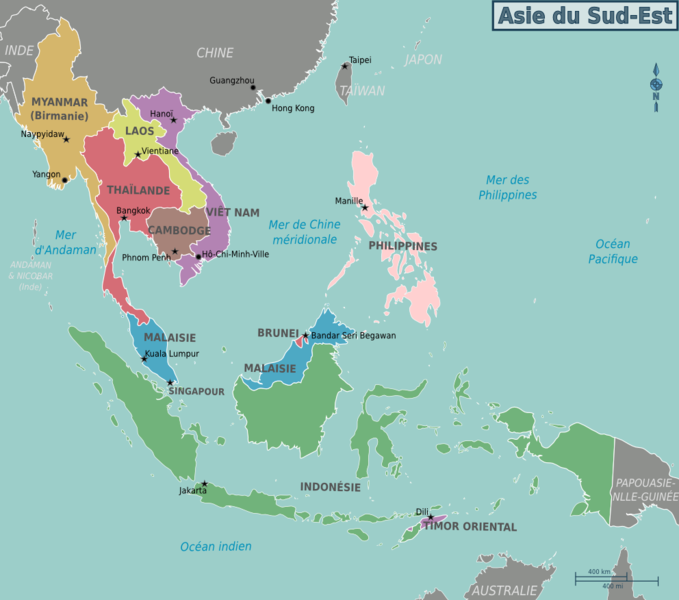 Asie du Sud-Est
INDE
CHINE
JAPON
Taipei
TAÏWAN
Guangzhou
Hong Kong
MYANMAR
(Birmanie)
Hanoï
LAOS
Naypyidaw
Vientiane
Yangon
THAÏLANDE
Manille
Mer des
Philippines
Bangkok
VIÊT NAM
CAMBODGE
Mer de Chine
méridionale
Mer
d'Andaman
PHILIPPINES
Océan
Pacifique
Phnom Penh
Hô-Chi-Minh-Ville
ANDAMAN
& NICOBAR
(Inde)
N
MALAISIE
BRUNEI
Bandar Seri Begawan
Kuala Lumpur
MALAISIE
SINGAPOUR
Jakarta
INDONÉSIE
PAPOUASIE-
NLLE-GUINÉE
Dili
TIMOR ORIENTAL
Océan indien
400 km
400 mi
AUSTRALIE